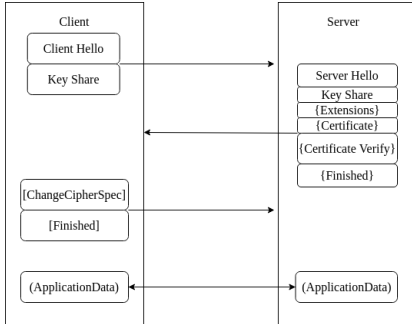 Client
Server
Client Hello
Key Share
Server Hello
Key Share
{Extensions}
{Certificate}
{Certificate Verify}
{Finished}
[ChangeCipherSpec]
[Finished]
(ApplicationData)
(ApplicationData)